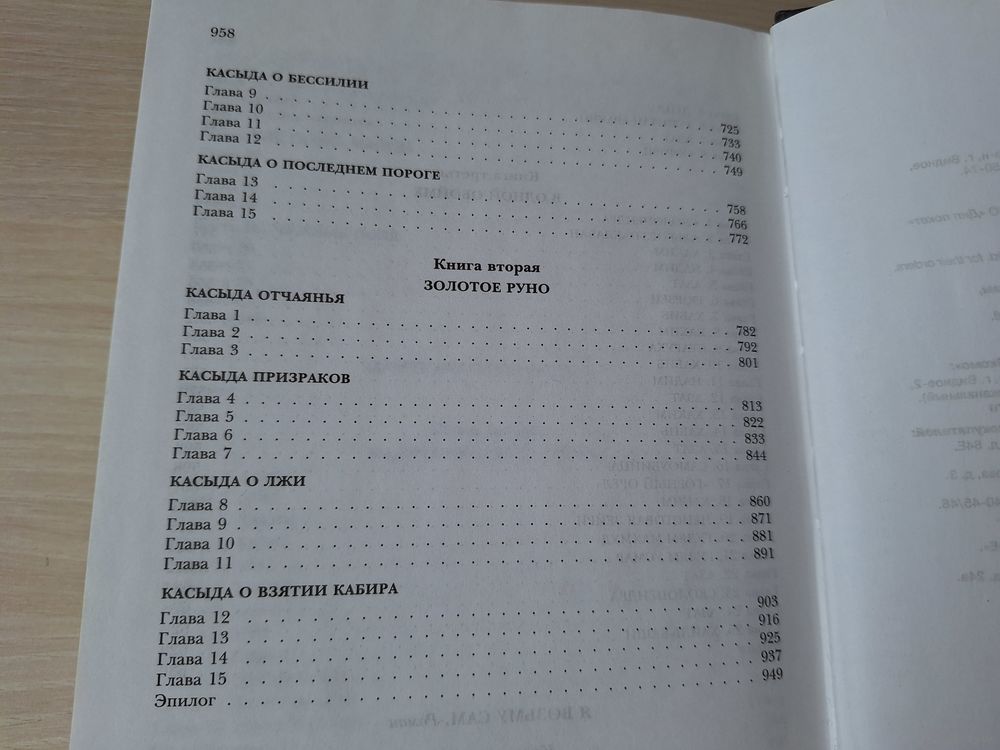 958
КАСЫДА О БЕССИЛИИ
Глава 9 . . . . 725
Глава 10 . . . . 733
Глава 11 . . . . 740
Глава 12 . . . . 749
КАСЫДА О ПОСЛЕДНЕМ ПОРОГЕ
Глава 13 . . . . 758
Глава 14 . . . . 766
Глава 15 . . . . 772
Книга вторая
ЗОЛОТОЕ РУНО
КАСЫДА ОТЧАЯНЬЯ
Глава 1 . . . . 782
Глава 2 . . . . 792
Глава 3 . . . . 801
КАСЫДА ПРИЗРАКОВ
Глава 4 . . . . 813
Глава 5 . . . . 822
Глава 6 . . . . 833
Глава 7 . . . . 844
КАСЫДА О ЛЖИ
Глава 8 . . . . 860
Глава 9 . . . . 871
Глава 10 . . . . 881
Глава 11 . . . . 891
КАСЫДА О ВЗЯТИИ КАБИРА
Глава 12 . . . . 903
Глава 13 . . . . 916
Глава 14 . . . . 925
Глава 15 . . . . 937
Эпилог . . . . 949